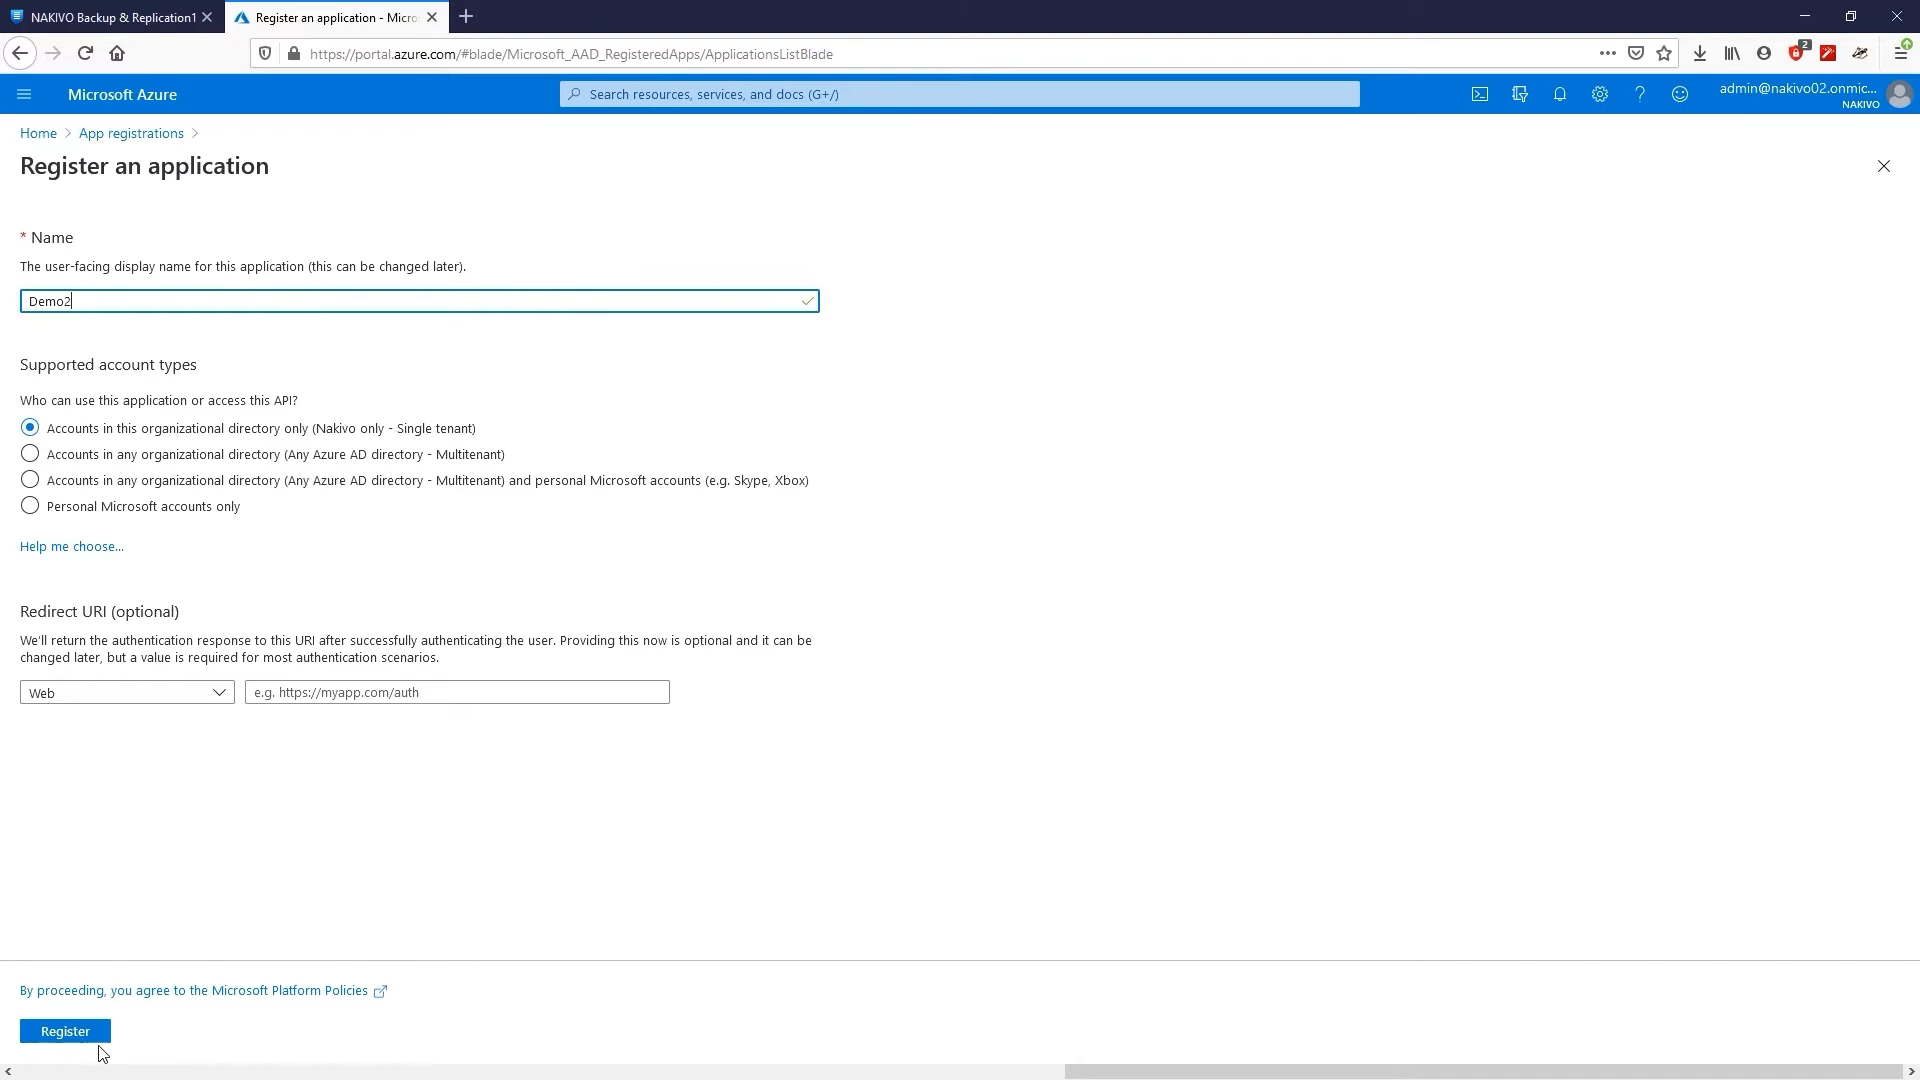 NAKIVO Backup & Replication1
Register an application - Micro
https://portal.azure.com/#blade/Microsoft_AAD_RegisteredApps/ApplicationsListBlade
2
Microsoft Azure
Search resources, services, and docs (G+/)
admin@nakivo02.onmic...
NAKIVO
Home > App registrations >
Register an application
* Name
The user-facing display name for this application (this can be changed later).
Demo2
Supported account types
Who can use this application or access this API?
Accounts in this organizational directory only (Nakivo only - Single tenant)
Accounts in any organizational directory (Any Azure AD directory - Multitenant)
Accounts in any organizational directory (Any Azure AD directory - Multitenant) and personal Microsoft accounts (e.g. Skype, Xbox)
Personal Microsoft accounts only
Help me choose...
Redirect URI (optional)
We'll return the authentication response to this URI after successfully authenticating the user. Providing this now is optional and it can be
changed later, but a value is required for most authentication scenarios.
Web
e.g. https://myapp.com/auth
By proceeding, you agree to the Microsoft Platform Policies
Register